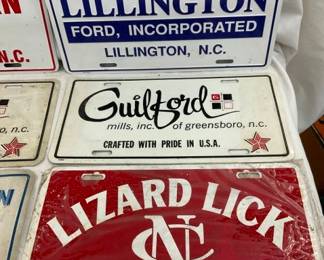 LILLINGTON
FORD, INCORPORATED
LILLINGTON, N.C.
N.C.
Guilford
mills, inc. of greensboro, n.c.
CRAFTED WITH PRIDE IN U.S.A.
o, n.c.
LIZARD LICK
NC